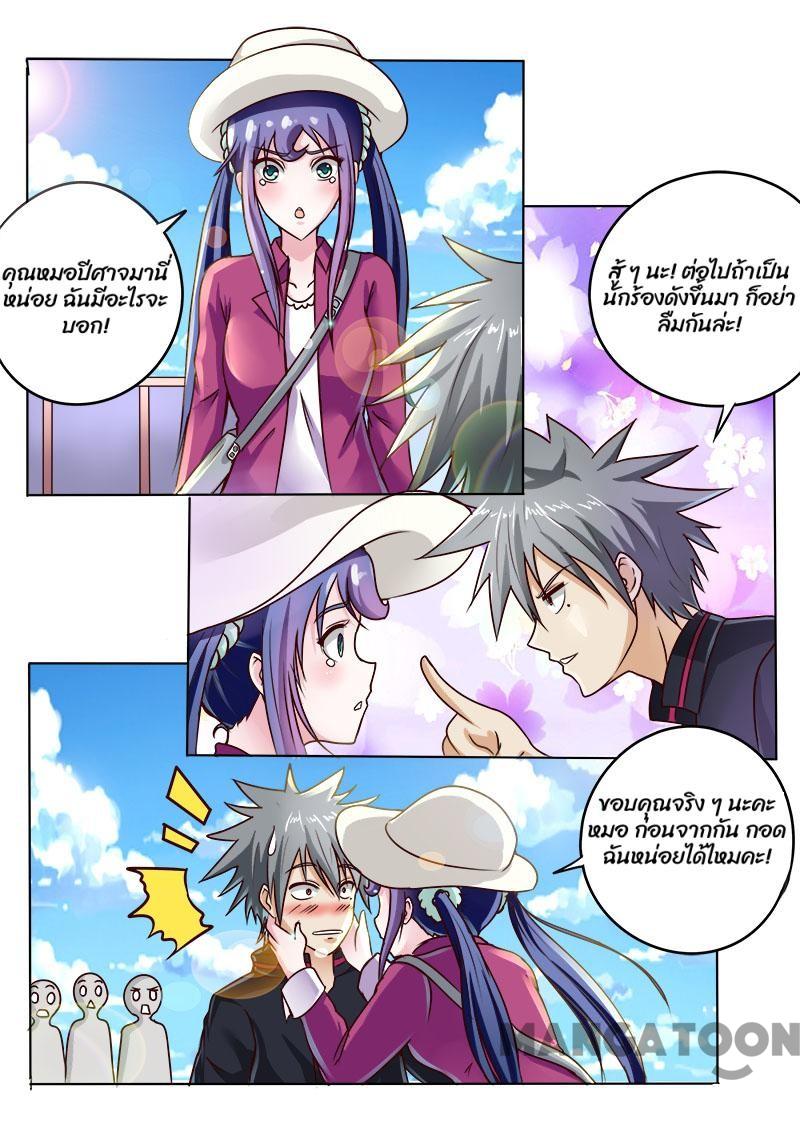 คุณหมอปีศาจมานี่
หน่อย ฉันมีอะไรจะ
บอก!
สู้ ๆ นะ! ต่อไปถ้าเป็น
นักร้องดังขึ้นมา ก็อย่า
ลืมกันล่ะ!
ขอบคุณจริง ๆ นะคะ
หมอ ก่อนจากกัน กอด
ฉันหน่อยได้ไหมคะ!
MANGATOON